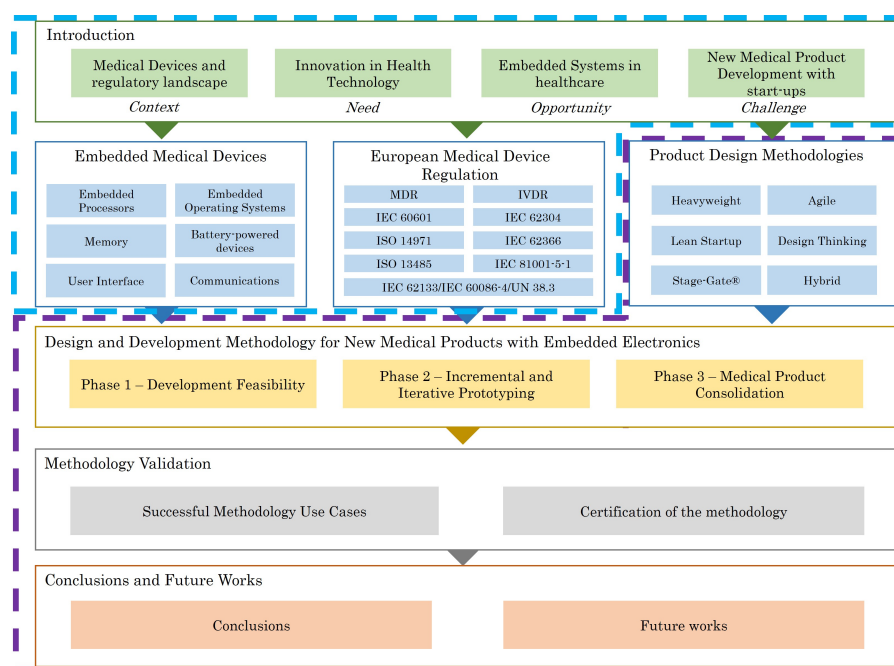 Introduction
Medical Devices and
regulatory landscape
Innovation in Health
Technology
Embedded Systems in
healthcare
New Medical Product
Development with
start-ups
Context
Need
Opportunity
Challenge
Embedded Medical Devices
Embedded
Processors
Embedded
Operating Systems
Memory
Battery-powered
devices
User Interface
Communications
European Medical Device
Regulation
MDR
IVDR
IEC 60601
IEC 62304
ISO 14971
IEC 62366
ISO 13485
IEC 81001-5-1
IEC 62133/IEC 60086-4/UN 38.3
Product Design Methodologies
Heavyweight
Agile
Lean Startup
Design Thinking
Stage-Gate®
Hybrid
Design and Development Methodology for New Medical Products with Embedded Electronics
Phase 1 – Development Feasibility
Phase 2 – Incremental and
Iterative Prototyping
Phase 3 – Medical Product
Consolidation
Methodology Validation
Successful Methodology Use Cases
Certification of the methodology
Conclusions and Future Works
Conclusions
Future works